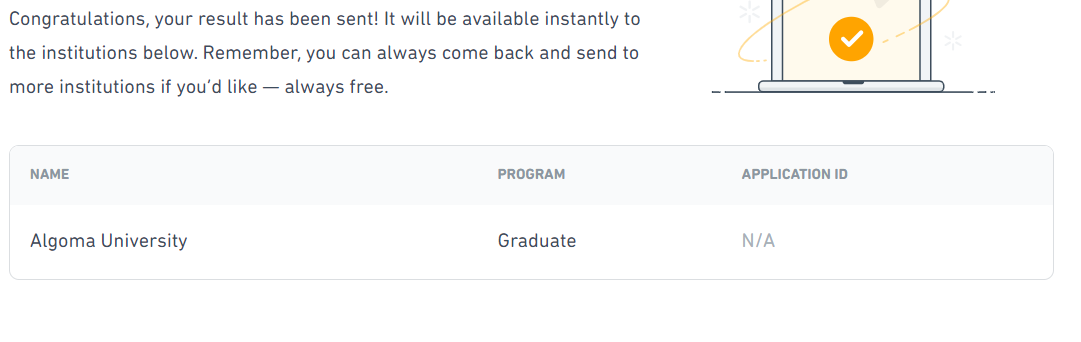 Congratulations, your result has been sent! It will be available instantly to
the institutions below. Remember, you can always come back and send to
more institutions if you’d like — always free.
NAME PROGRAM APPLICATION ID
Algoma University Graduate N/A